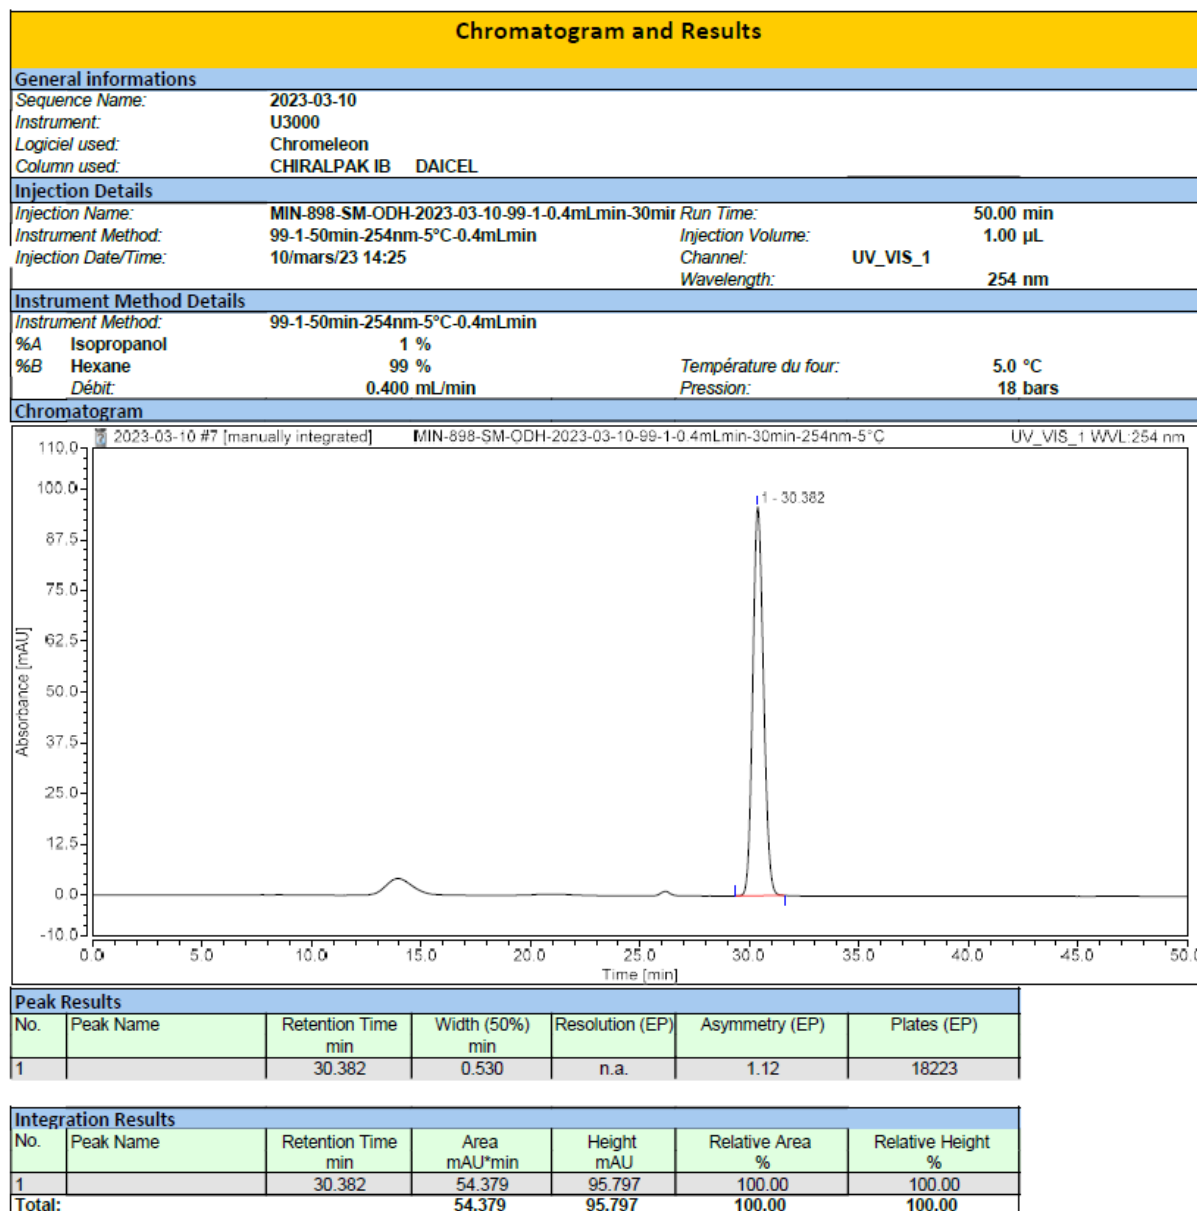 Chromatogram and Results
General informations
Sequence Name: 2023-03-10
Instrument: U3000
Logiciel used: Chromeleon
Column used: CHIRALPAK IB DAICEL
Injection Details
Injection Name: MIN-898-SM-ODH-2023-03-10-99-1-0.4mLmin-30min Run Time: 50.00 min
Instrument Method: 99-1-50min-254nm-5°C-0.4mLmin Injection Volume: 1.00 µL
Injection Date/Time: 10/mars/23 14:25 Channel: UV_VIS_1
Wavelength: 254 nm
Instrument Method Details
Instrument Method: 99-1-50min-254nm-5°C-0.4mLmin
%A Isopropanol 1 %
%B Hexane 99 % Température du four: 5.0 °C
Débit: 0.400 mL/min Pression: 18 bars
Chromatogram
2023-03-10 #7 [manually integrated] MIN-898-SM-ODH-2023-03-10-99-1-0.4mLmin-30min-254nm-5°C UV_VIS_1 WVL:254 nm
110.0
100.0
1 - 30.382
87.5
75.0
62.5
50.0
37.5
25.0
12.5
0.0
-10.0
Absorbance [mAU]
0.0 5.0 10.0 15.0 20.0 25.0 30.0 35.0 40.0 45.0 50.0
Time [min]
Peak Results
No. Peak Name Retention Time Width (50%) Resolution (EP) Asymmetry (EP) Plates (EP)
min min
1 30.382 0.530 n.a. 1.12 18223
Integration Results
No. Peak Name Retention Time Area Height Relative Area Relative Height
min mAU*min mAU % %
1 30.382 54.379 95.797 100.00 100.00
Total: 54.379 95.797 100.00 100.00